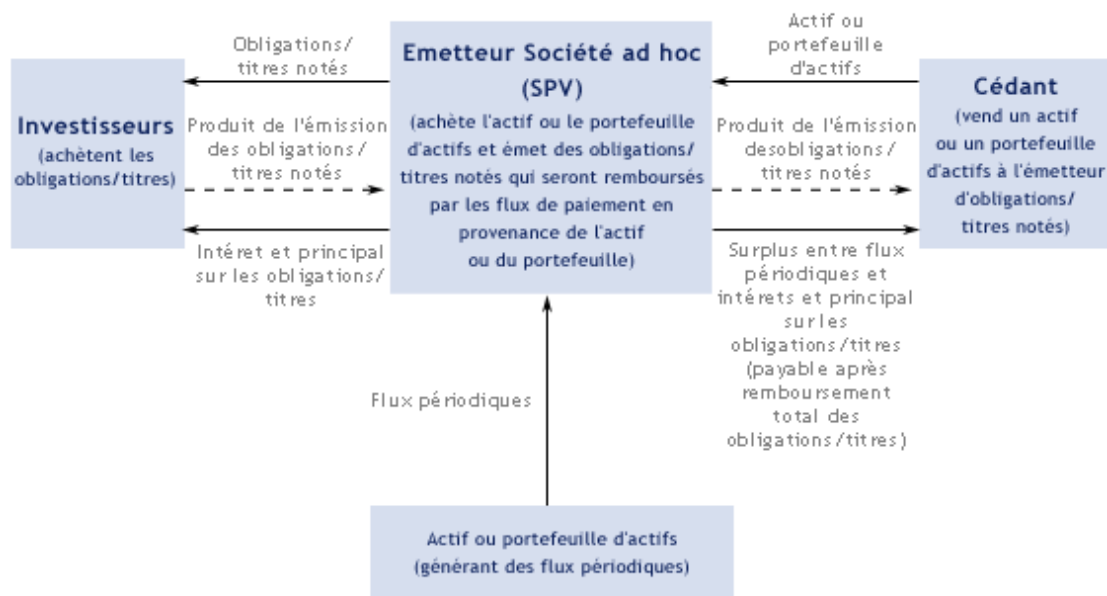 Obligations/
titres notés
Emetteur Société ad hoc
(SPV)
(achète l'actif ou le portefeuille
d'actifs et émet des obligations/
titres notés qui seront remboursés
par les flux de paiement en
provenance de l'actif
ou du portefeuille)
Actif ou
portefeuille
d'actifs
Investisseurs
(achètent les
obligations/titres)
Produit de l'émission
des obligations/
titres notés
Produit de l'émission
desobligations/
titres notés
Cédant
(vend un actif
ou un portefeuille
d'actifs à l'émetteur
d'obligations/
titres notés)
Intéret et principal
sur les obligations/
titres
Surplus entre flux
périodiques et
intérets et principal
sur les
obligations/titres
(payable après
remboursement
total des
obligations/titres)
Flux périodiques
Actif ou portefeuille d'actifs
(générant des flux périodiques)